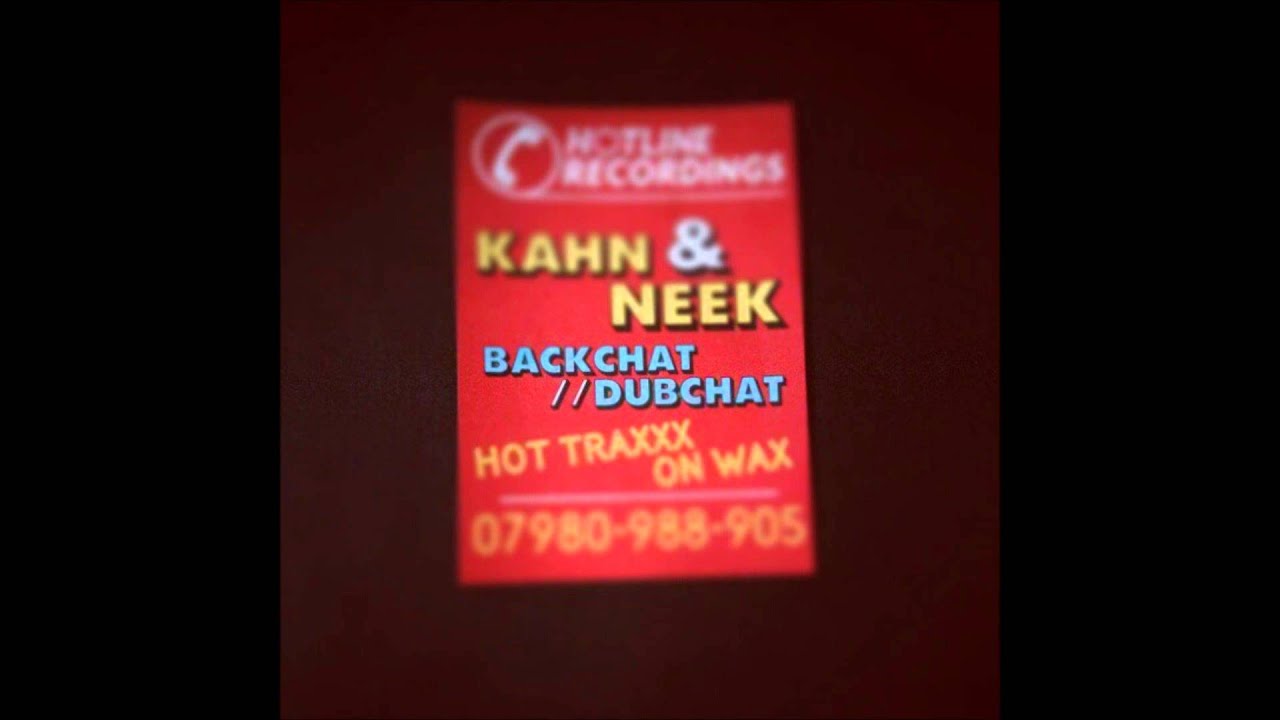 HOTLINE
RECORDINGS
KAHN &
NEEK
BACKCHAT
//DUBCHAT
HOT TRAXXX
ON WAX
07980-988-905